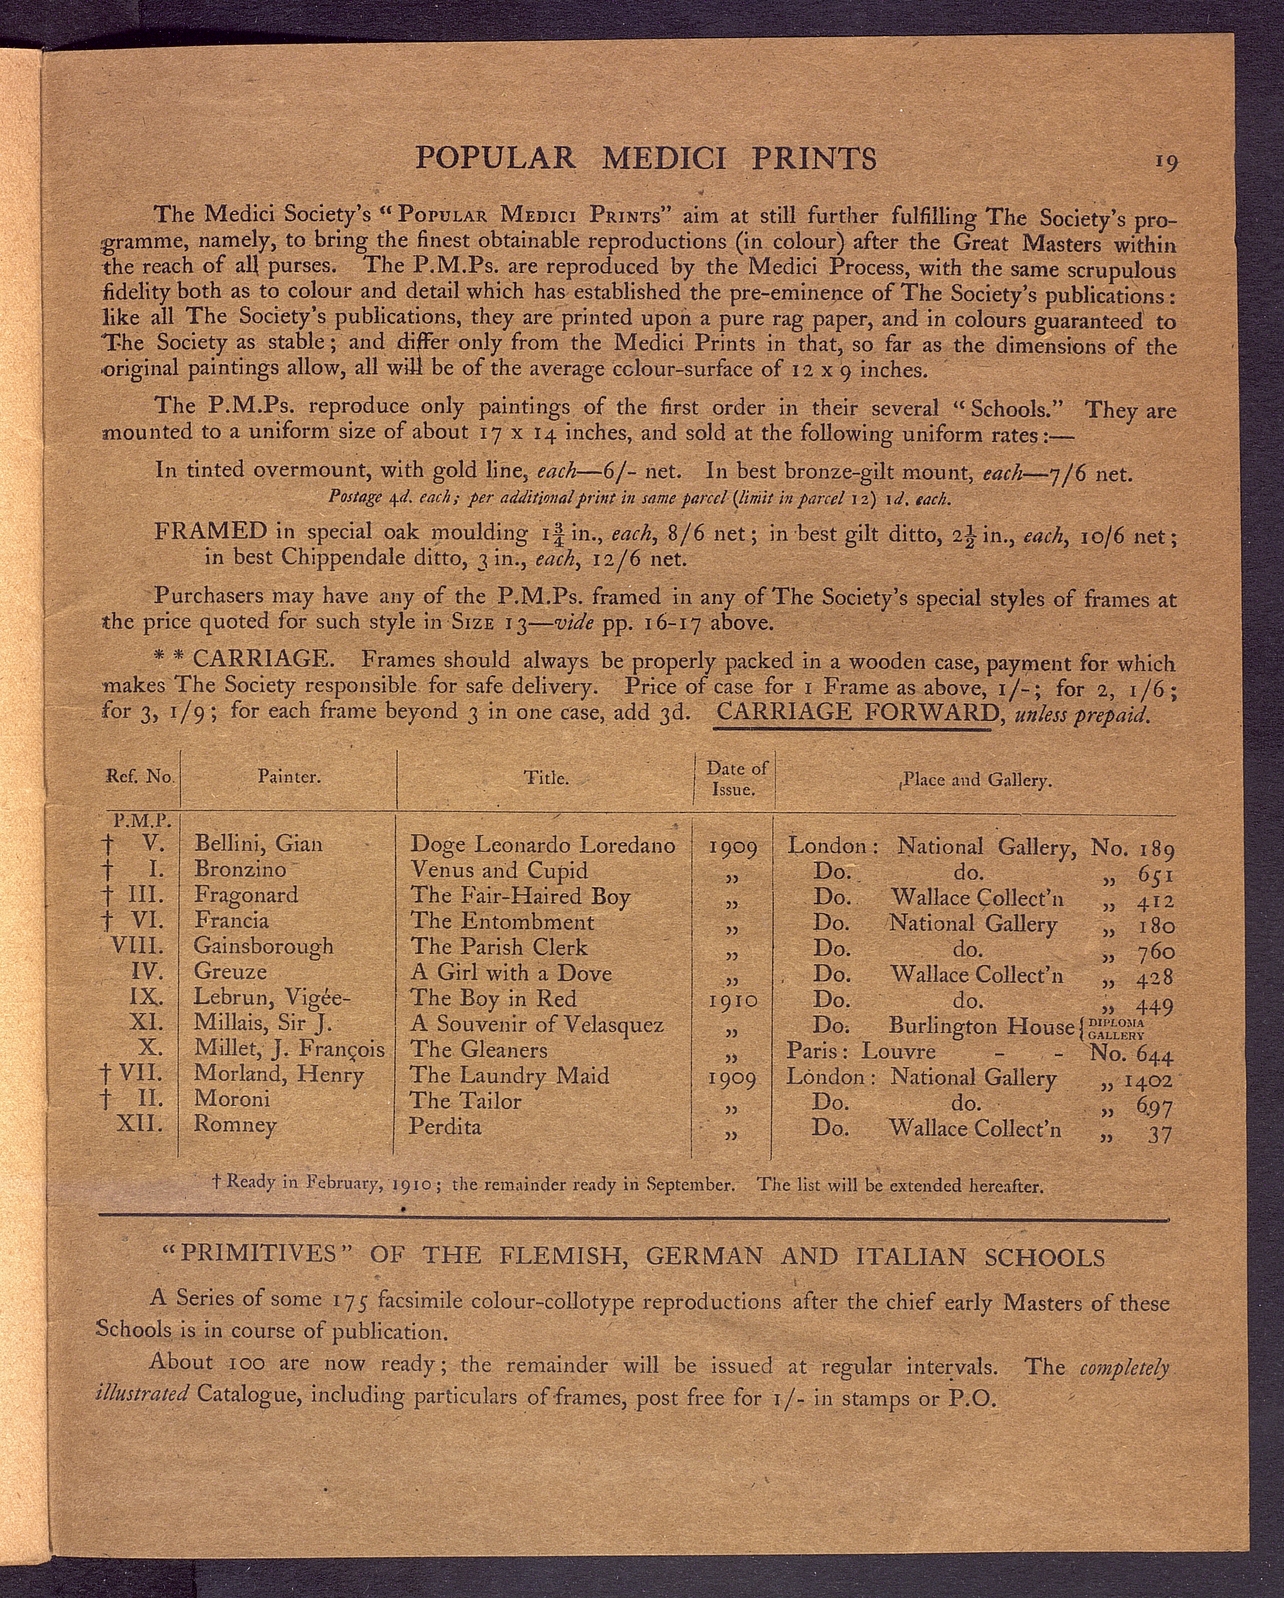 POPULAR MEDICI PRINTS 19
The Medici Society's "POPULAR MEDICI PRINTS" aim at still further fulfilling The Society's pro-
gramme, namely, to bring the finest obtainable reproductions (in colour) after the Great Masters within
the reach of all purses. The P.M.Ps. are reproduced by the Medici Process, with the same scrupulous
fidelity both as to colour and detail which has established the pre-eminence of The Society's publications:
like all The Society's publications, they are printed upon a pure rag paper, and in colours guaranteed to
The Society as stable; and differ only from the Medici Prints in that, so far as the dimensions of the
original paintings allow, all will be of the average colour-surface of 12 x 9 inches.
The P.M.Ps. reproduce only paintings of the first order in their several "Schools." They are
mounted to a uniform size of about 17 x 14 inches, and sold at the following uniform rates:—
In tinted overmount, with gold line, each—6/- net. In best bronze-gilt mount, each—7/6 net.
Postage 4d. each; per additional print in same parcel (limit in parcel 12) 1d. each.
FRAMED in special oak moulding 1¾ in., each, 8/6 net; in best gilt ditto, 2½ in., each, 10/6 net;
in best Chippendale ditto, 3 in., each, 12/6 net.
Purchasers may have any of the P.M.Ps. framed in any of The Society's special styles of frames at
the price quoted for such style in SIZE 13—vide pp. 16-17 above.
* * CARRIAGE. Frames should always be properly packed in a wooden case, payment for which
makes The Society responsible for safe delivery. Price of case for 1 Frame as above, 1/-; for 2, 1/6;
for 3, 1/9; for each frame beyond 3 in one case, add 3d. CARRIAGE FORWARD, unless prepaid.
Ref. No. Painter. Title. Date of Issue. Place and Gallery.
P.M.P.
† V. Bellini, Gian Doge Leonardo Loredano 1909 London: National Gallery, No. 189
† I. Bronzino Venus and Cupid „ Do. do. „ 651
† III. Fragonard The Fair-Haired Boy „ Do. Wallace Collect'n „ 412
† VI. Francia The Entombment „ Do. National Gallery „ 180
VIII. Gainsborough The Parish Clerk „ Do. do. „ 760
IV. Greuze A Girl with a Dove „ Do. Wallace Collect'n „ 428
IX. Lebrun, Vigée- The Boy in Red 1910 Do. do. „ 449
XI. Millais, Sir J. A Souvenir of Velasquez „ Do. Burlington House { DIPLOMA GALLERY
X. Millet, J. François The Gleaners „ Paris: Louvre - - No. 644
† VII. Morland, Henry The Laundry Maid 1909 London: National Gallery „ 1402
† II. Moroni The Tailor „ Do. do. „ 697
XII. Romney Perdita „ Do. Wallace Collect'n „ 37
† Ready in February, 1910; the remainder ready in September. The list will be extended hereafter.
"PRIMITIVES" OF THE FLEMISH, GERMAN AND ITALIAN SCHOOLS
A Series of some 175 facsimile colour-collotype reproductions after the chief early Masters of these
Schools is in course of publication.
About 100 are now ready; the remainder will be issued at regular intervals. The completely
illustrated Catalogue, including particulars of frames, post free for 1/- in stamps or P.O.